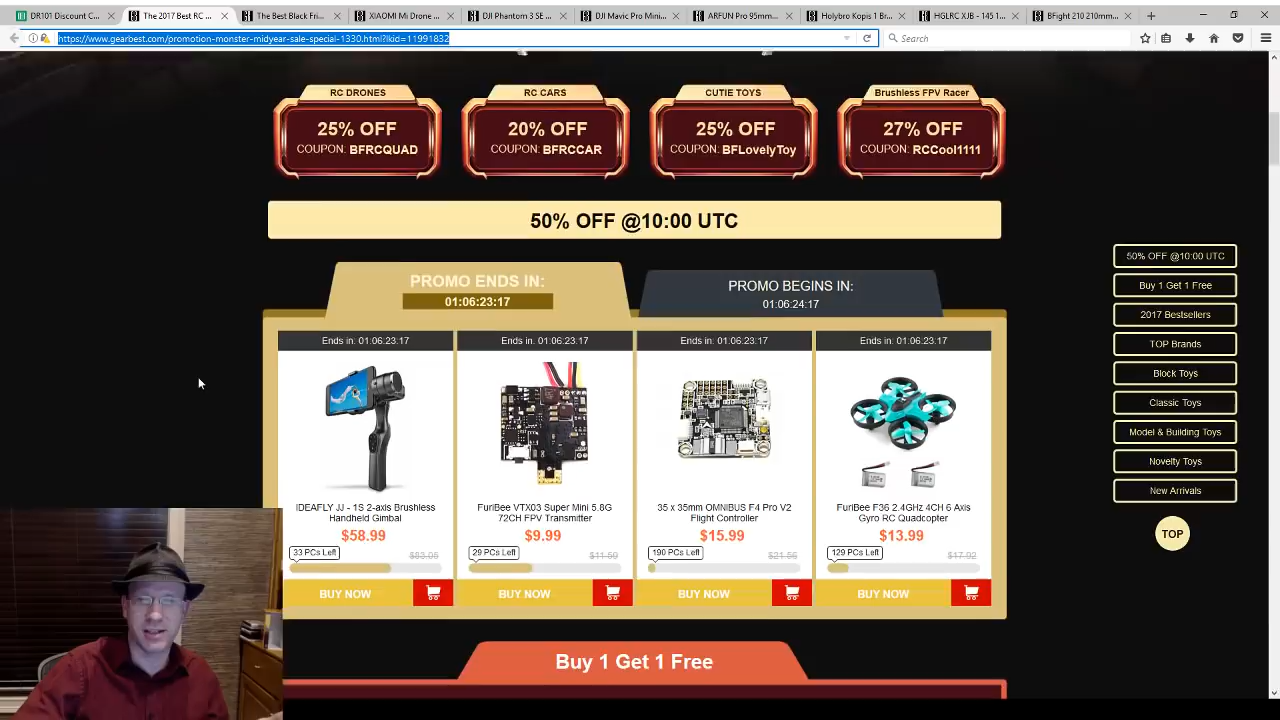 DR101 Discount C...
The 2017 Best RC ...
The Best Black Frl...
XIAOMI Mi Drone ...
DJI Phantom 3 SE ...
DJI Mavic Pro Mini...
ARFUN Pro 95mm...
Holybro Kopis 1 Br...
HGLRC XJB - 145 1...
BFight 210 210mm...
https://www.gearbest.com/promotion-monster-midyear-sale-special-1330.html?lkid=11991832
Search
RC DRONES
25% OFF
COUPON: BFRCQUAD
RC CARS
20% OFF
COUPON: BFRCCAR
CUTIE TOYS
25% OFF
COUPON: BFLovelyToy
Brushless FPV Racer
27% OFF
COUPON: RCCool1111
50% OFF @10:00 UTC
PROMO ENDS IN:
01:06:23:17
PROMO BEGINS IN:
01:06:24:17
Ends in: 01:06:23:17
IDEAFLY JJ - 1S 2-axis Brushless
Handheld Gimbal
$58.99
33 PCs Left
$83.05
BUY NOW
Ends in: 01:06:23:17
FuriBee VTX03 Super Mini 5.8G
72CH FPV Transmitter
$9.99
29 PCs Left
$11.59
BUY NOW
Ends in: 01:06:23:17
35 x 35mm OMNIBUS F4 Pro V2
Flight Controller
$15.99
190 PCs Left
$21.56
BUY NOW
Ends in: 01:06:23:17
FuriBee F36 2.4GHz 4CH 6 Axis
Gyro RC Quadcopter
$13.99
129 PCs Left
$17.92
BUY NOW
Buy 1 Get 1 Free
50% OFF @10:00 UTC
Buy 1 Get 1 Free
2017 Bestsellers
TOP Brands
Block Toys
Classic Toys
Model & Building Toys
Novelty Toys
New Arrivals
TOP